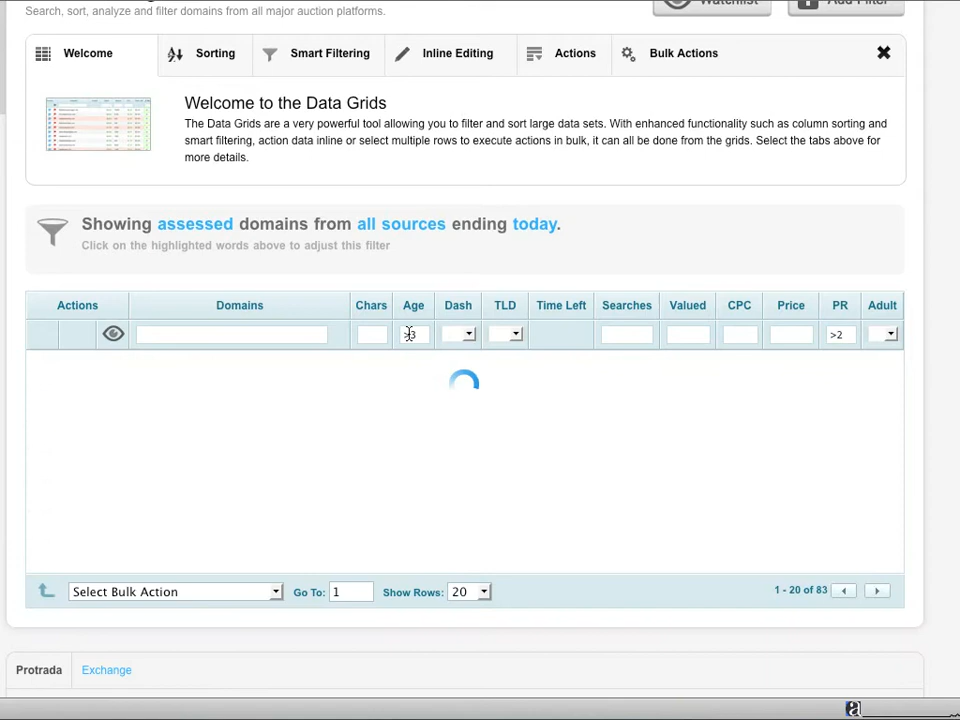 Search, sort, analyze and filter domains from all major auction platforms.
Watchlist
Add Filter
Welcome
Sorting
Smart Filtering
Inline Editing
Actions
Bulk Actions
Welcome to the Data Grids
The Data Grids are a very powerful tool allowing you to filter and sort large data sets. With enhanced functionality such as column sorting and
smart filtering, action data inline or select multiple rows to execute actions in bulk, it can all be done from the grids. Select the tabs above for
more details.
Showing assessed domains from all sources ending today.
Click on the highlighted words above to adjust this filter
Actions Domains Chars Age Dash TLD Time Left Searches Valued CPC Price PR Adult
>3 >2
Select Bulk Action Go To: 1 Show Rows: 20 1 - 20 of 83
Protrada Exchange